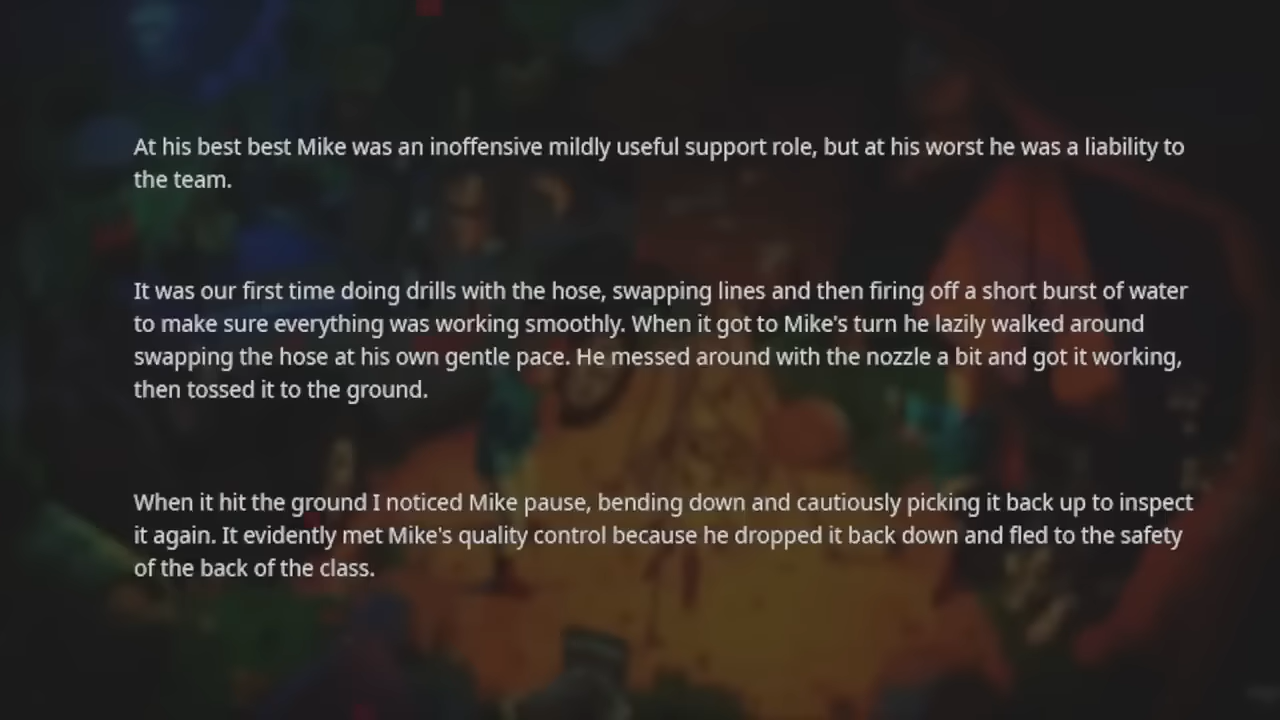 At his best best Mike was an inoffensive mildly useful support role, but at his worst he was a liability to
the team.
It was our first time doing drills with the hose, swapping lines and then firing off a short burst of water
to make sure everything was working smoothly. When it got to Mike's turn he lazily walked around
swapping the hose at his own gentle pace. He messed around with the nozzle a bit and got it working,
then tossed it to the ground.
When it hit the ground I noticed Mike pause, bending down and cautiously picking it back up to inspect
it again. It evidently met Mike's quality control because he dropped it back down and fled to the safety
of the back of the class.